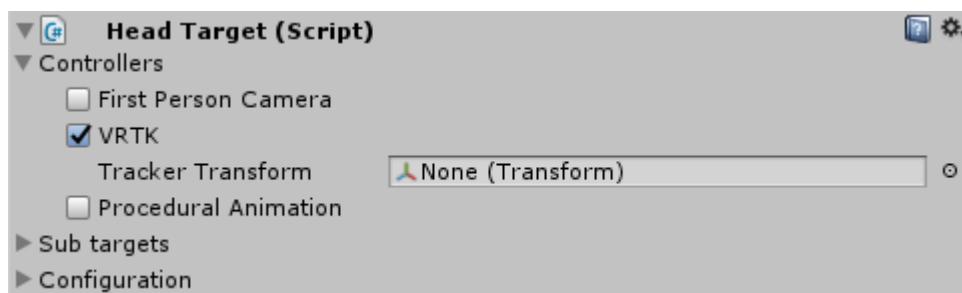 Head Target (Script)
Controllers
First Person Camera
VRTK
Tracker Transform None (Transform)
Procedural Animation
Sub targets
Configuration